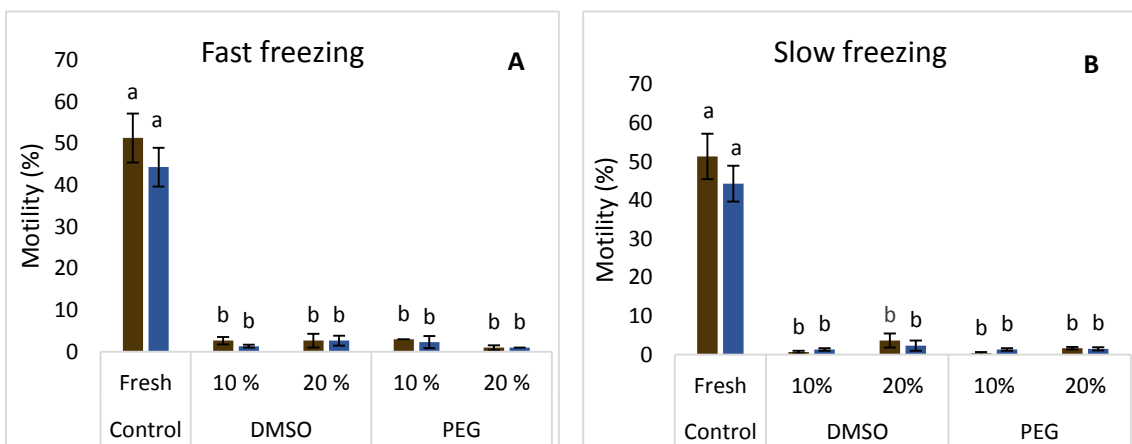 Fast freezing
A
70
60
50
40
30
20
10
0
Motility (%)
a
a
b
b
b
b
b
b
b
b
Fresh
10 %
20 %
10 %
20 %
Control
DMSO
PEG
Slow freezing
B
70
60
50
40
30
20
10
0
Motility (%)
a
a
b
b
b
b
b
b
b
b
Fresh
10%
20%
10%
20%
Control
DMSO
PEG